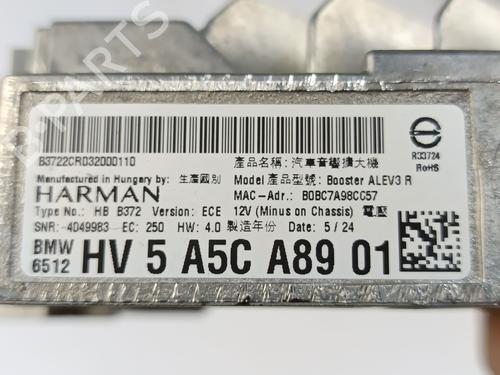 B3722CR032000110
產品名稱: 汽車音響擴大機
R33724
RoHS
Manufactured in Hungary by: 生產國別
Model 產品型號: Booster ALEV3 R
HARMAN
MAC-Adr.: B0BC7A98CC57
Type No.: HB B372 Version: ECE 12V (Minus on Chassis) 電壓
SNR: 4049983 EC: 250 HW: 4.0 製造年份 Date: 5 / 24
BMW
6512
HV 5 A5C A89 01
B-PARTS